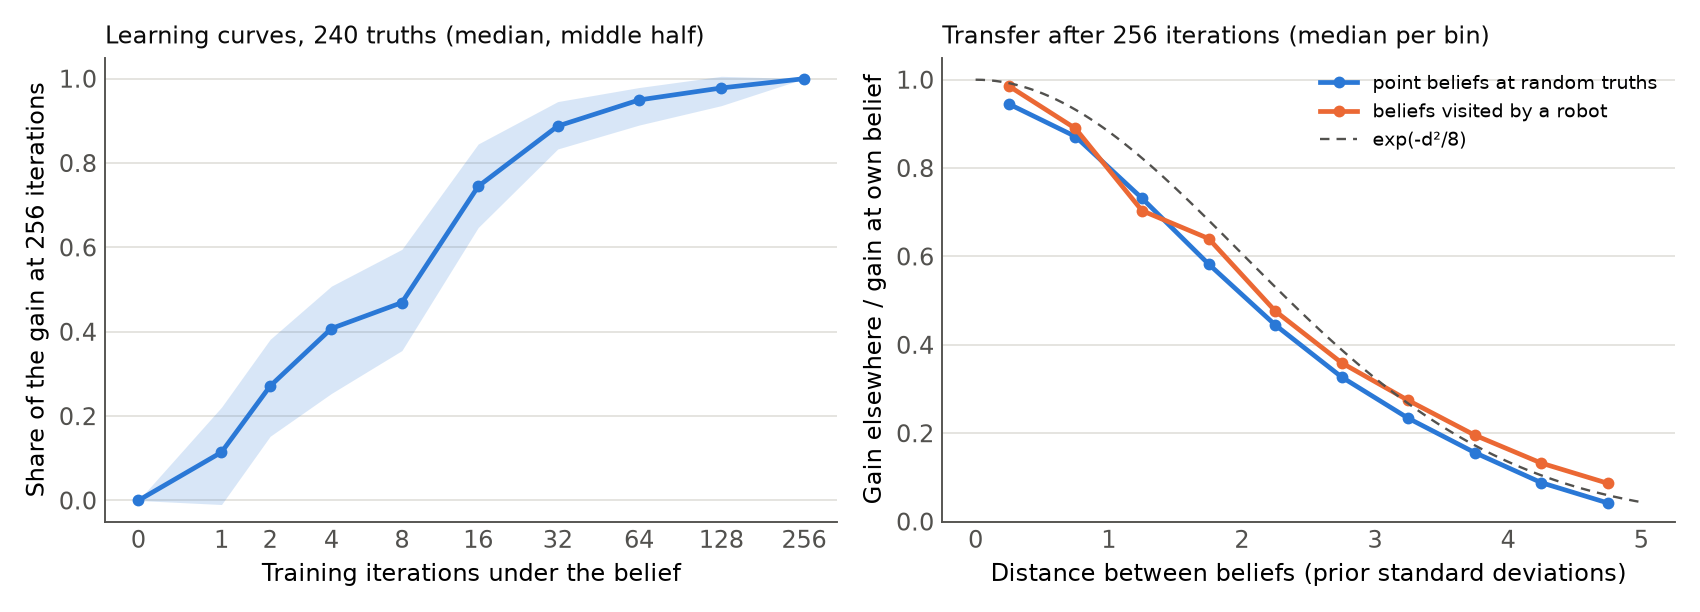 Learning curves, 240 truths (median, middle half)
Share of the gain at 256 iterations
1.0
0.8
0.6
0.4
0.2
0.0
0 1 2 4 8 16 32 64 128 256
Training iterations under the belief
Transfer after 256 iterations (median per bin)
Gain elsewhere / gain at own belief
1.0
0.8
0.6
0.4
0.2
0.0
point beliefs at random truths
beliefs visited by a robot
exp(-d²/8)
0 1 2 3 4 5
Distance between beliefs (prior standard deviations)